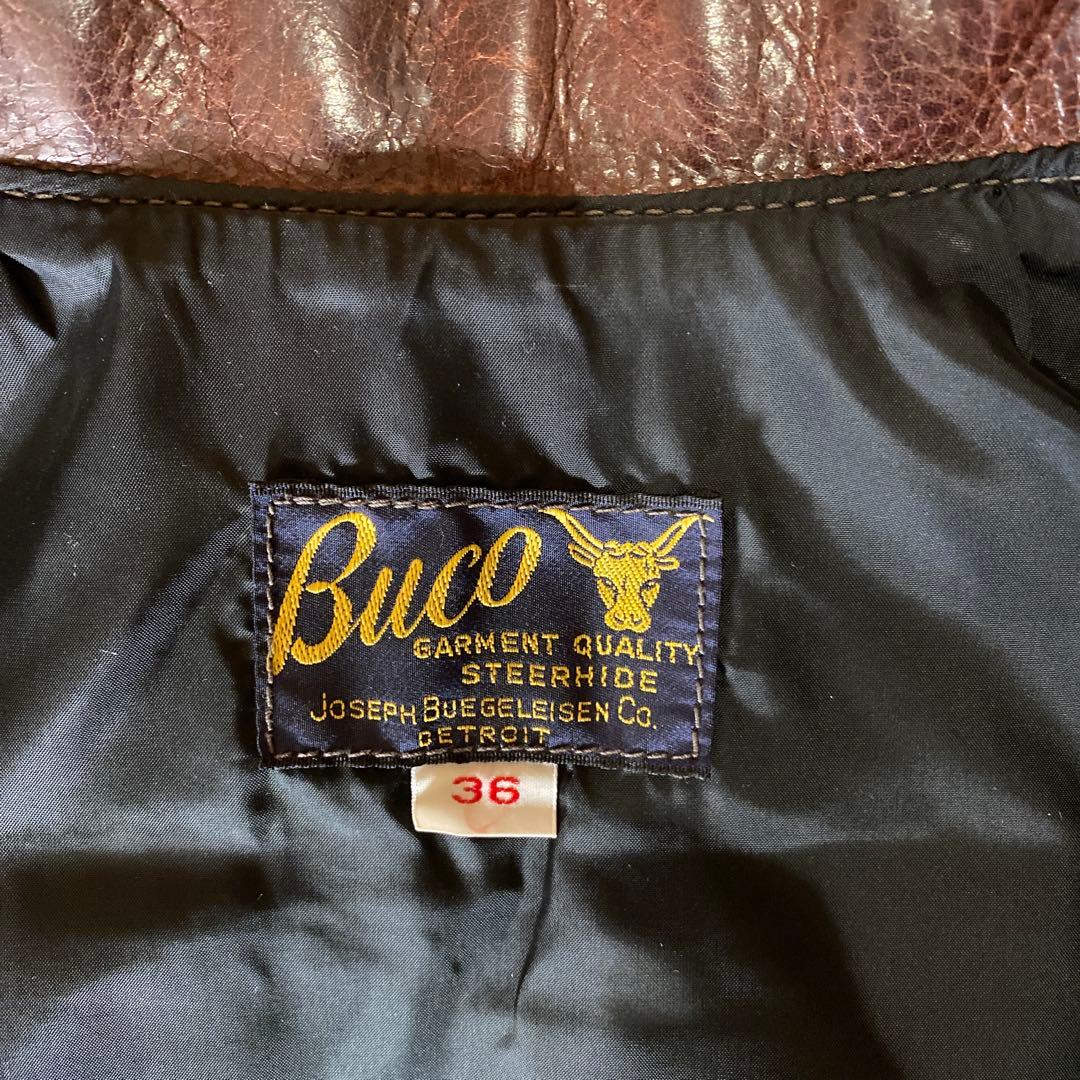 Buco
GARMENT QUALITY
STEERHIDE
JOSEPH BUEGELEISEN CO.
DETROIT
36